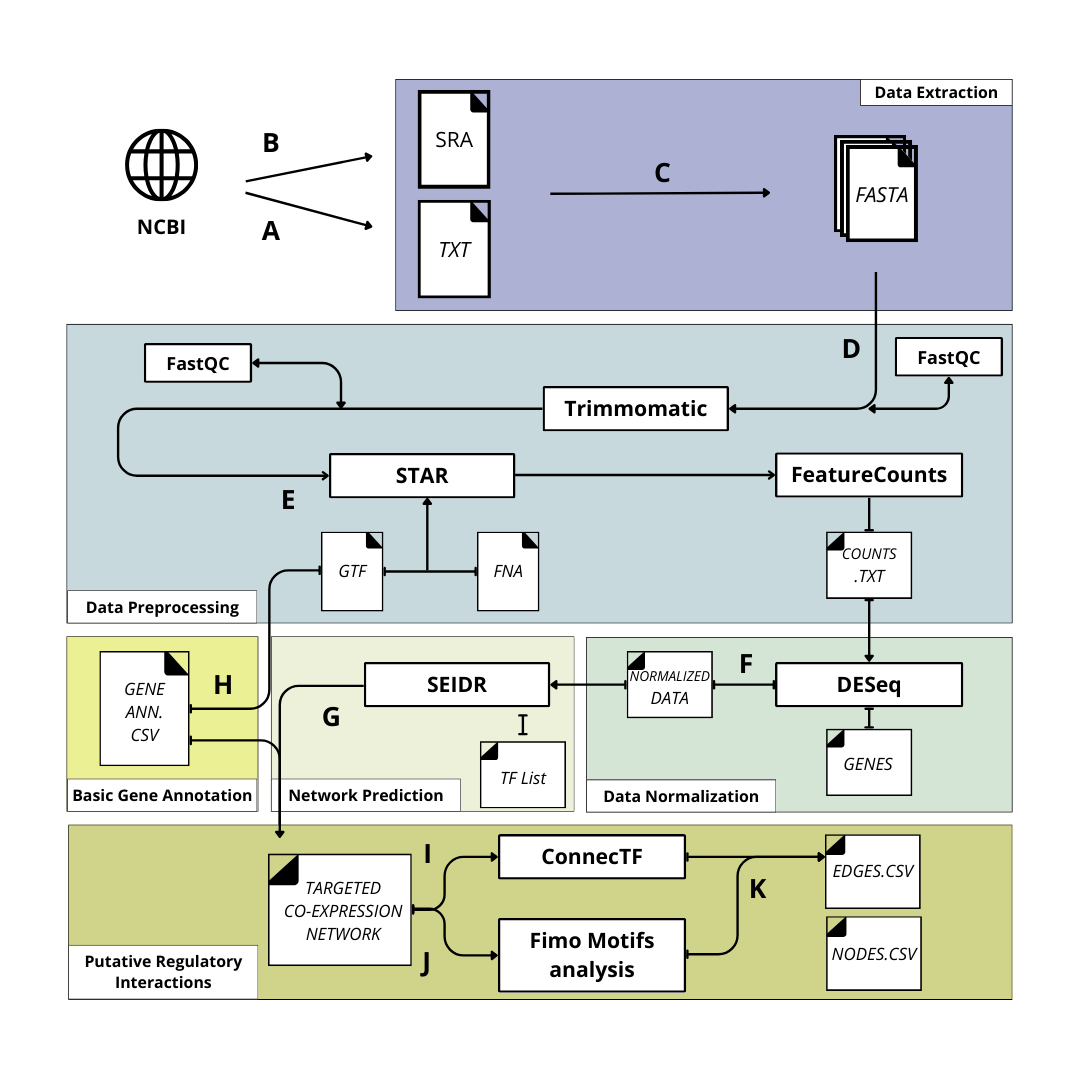 Data Extraction
SRA
B
C
FASTA
NCBI
A
TXT
D
FastQC
FastQC
Trimmomatic
STAR
FeatureCounts
E
GTF
FNA
COUNTS
.TXT
Data Preprocessing
GENE
ANN.
CSV
H
SEIDR
G
NORMALIZED
DATA
F
DESeq
TF List
GENES
Basic Gene Annotation
Network Prediction
Data Normalization
I
ConnecTF
EDGES.CSV
TARGETED
CO-EXPRESSION
NETWORK
K
J
Fimo Motifs
analysis
NODES.CSV
Putative Regulatory
Interactions